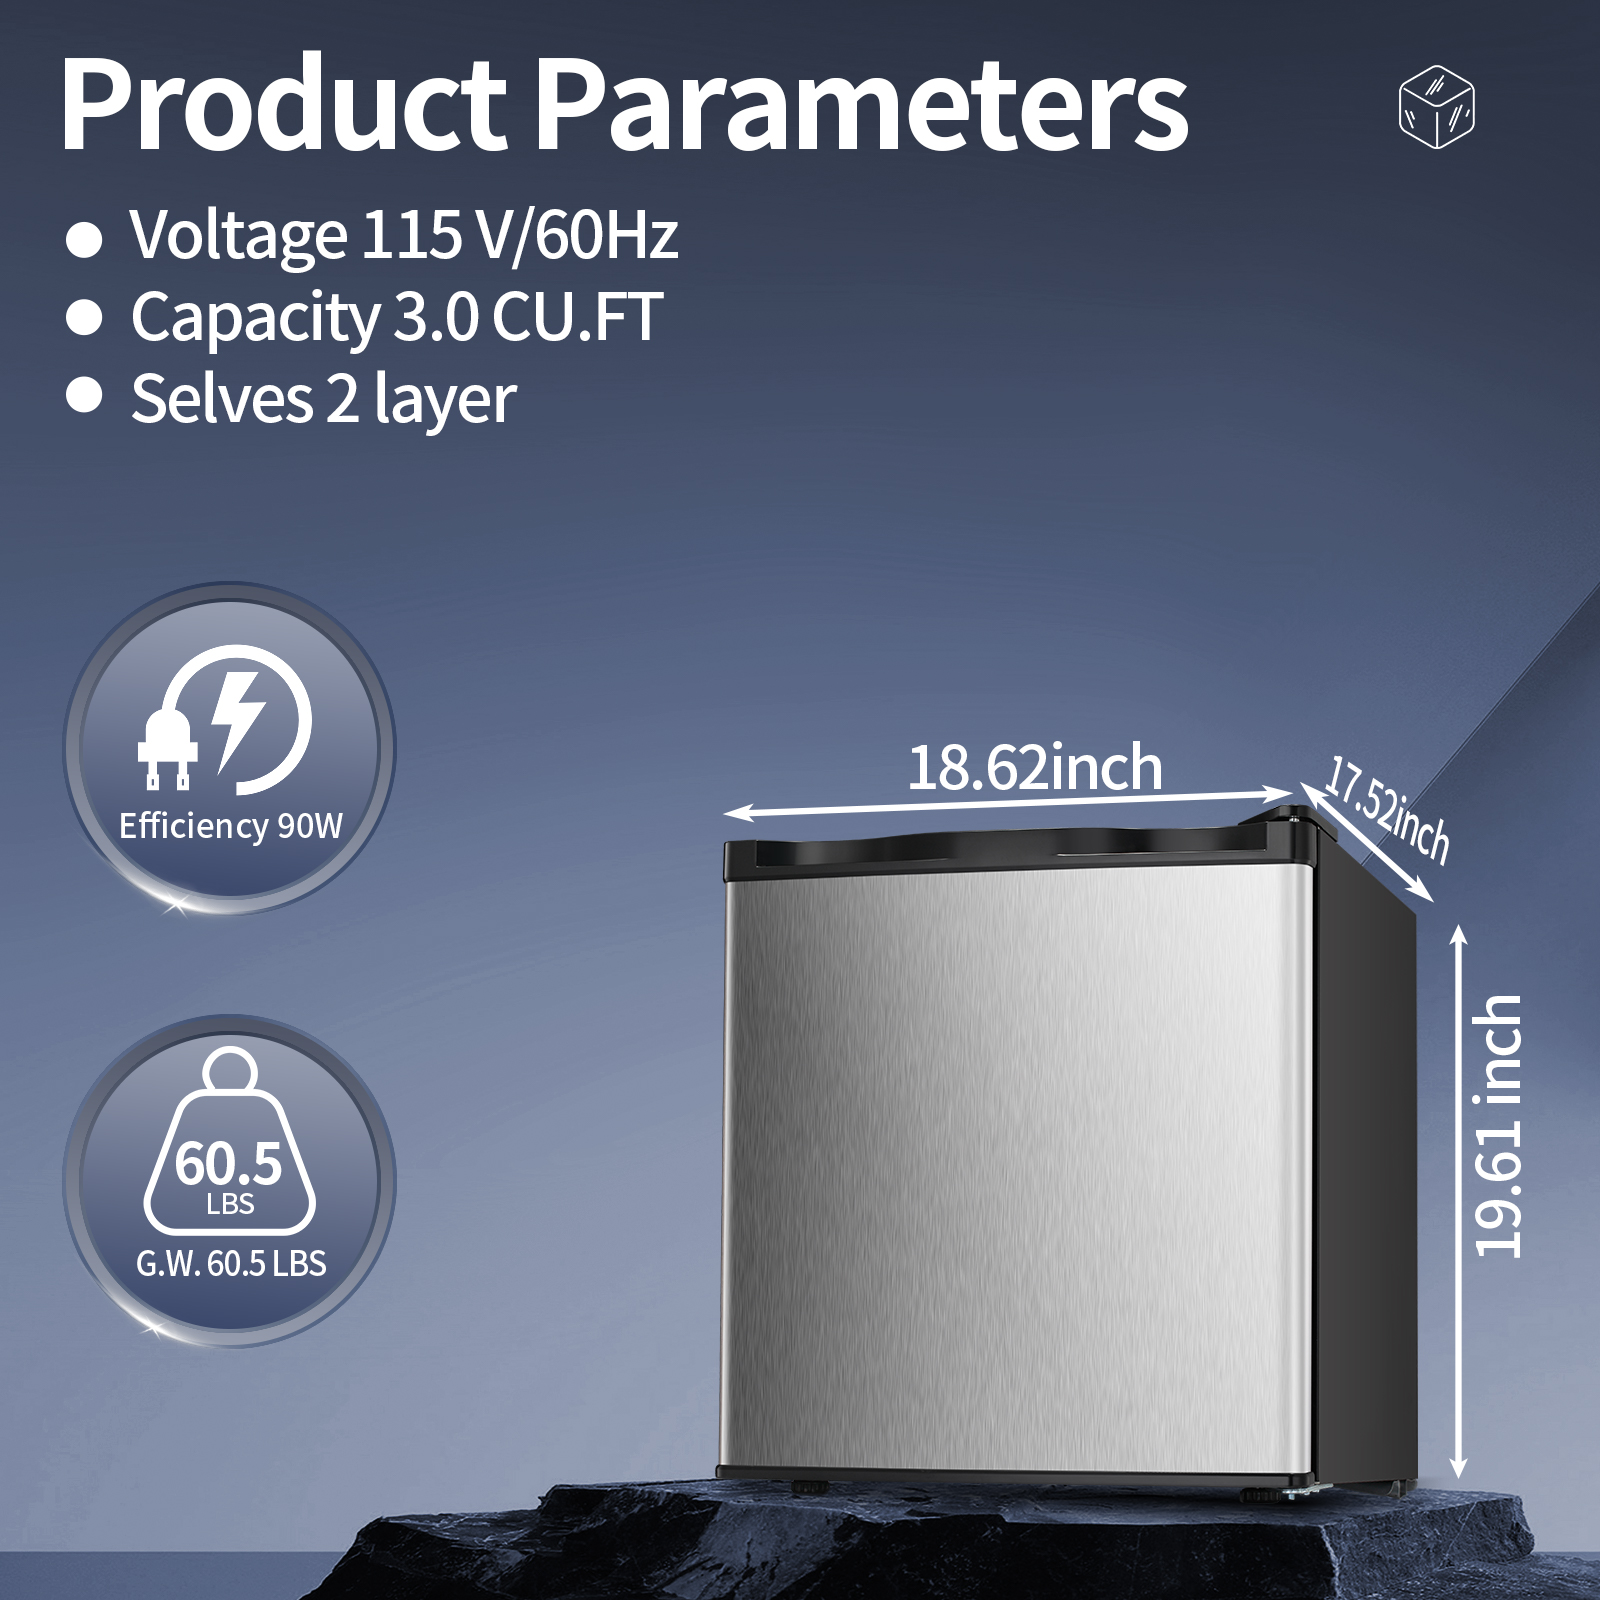 Product Parameters
Voltage 115 V/60Hz
Capacity 3.0 CU.FT
Selves 2 layer
Efficiency 90W
18.62inch
17.52inch
19.61 inch
60.5
LBS
G.W. 60.5 LBS